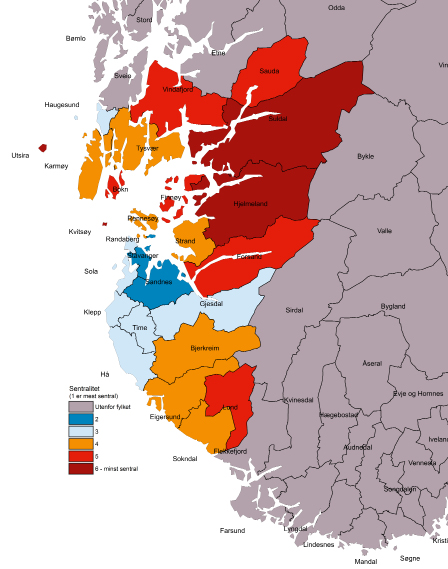 Odda
Stord
Bømlo
Etne
Vin
Sauda
Sveio
Vindafjord
Haugesund
Suldal
Tysvær
Utsira
Bykle
Karmøy
Bokn
Finnøy
Hjelmeland
Rennesøy
Kvitsøy
Valle
Randaberg
Strand
Stavanger
Forsand
Sola
Sandnes
Gjesdal
Bygland
Klepp
Sirdal
Time
Bjerkreim
Åseral
Hå
Sentralitet
(1 er mest sentral)
Utenfor fylket
2
3
4
5
6 - minst sentral
Evje og Hornnes
Kvinesdal
Lund
Hægebostad
Eigersund
Iveland
Audnedal
Flekkefjord
Sokndal
Vennesla
Songdalen
Lyngdal
Farsund
Kristi
Lindesnes
Søgne
Mandal